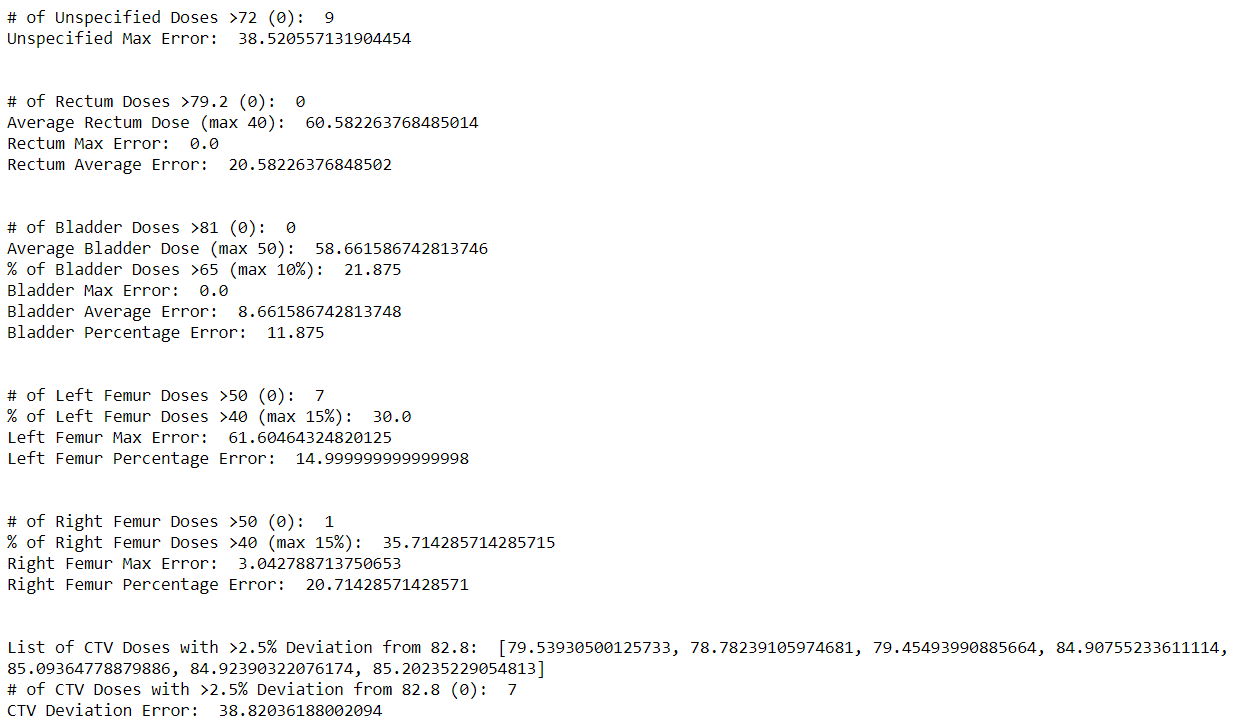 # of Unspecified Doses >72 (0):  9
Unspecified Max Error:  38.520557131904454
# of Rectum Doses >79.2 (0):  0
Average Rectum Dose (max 40):  60.582263768485014
Rectum Max Error:  0.0
Rectum Average Error:  20.58226376848502
# of Bladder Doses >81 (0):  0
Average Bladder Dose (max 50):  58.661586742813746
% of Bladder Doses >65 (max 10%):  21.875
Bladder Max Error:  0.0
Bladder Average Error:  8.661586742813748
Bladder Percentage Error:  11.875
# of Left Femur Doses >50 (0):  7
% of Left Femur Doses >40 (max 15%):  30.0
Left Femur Max Error:  61.60464324820125
Left Femur Percentage Error:  14.999999999999998
# of Right Femur Doses >50 (0):  1
% of Right Femur Doses >40 (max 15%):  35.714285714285715
Right Femur Max Error:  3.042788713750653
Right Femur Percentage Error:  20.71428571428571
List of CTV Doses with >2.5% Deviation from 82.8:  [79.53930500125733, 78.78239105974681, 79.45493990885664, 84.90755233611114,
85.09364778879886, 84.92390322076174, 85.20235229054813]
# of CTV Doses with >2.5% Deviation from 82.8 (0):  7
CTV Deviation Error:  38.82036188002094